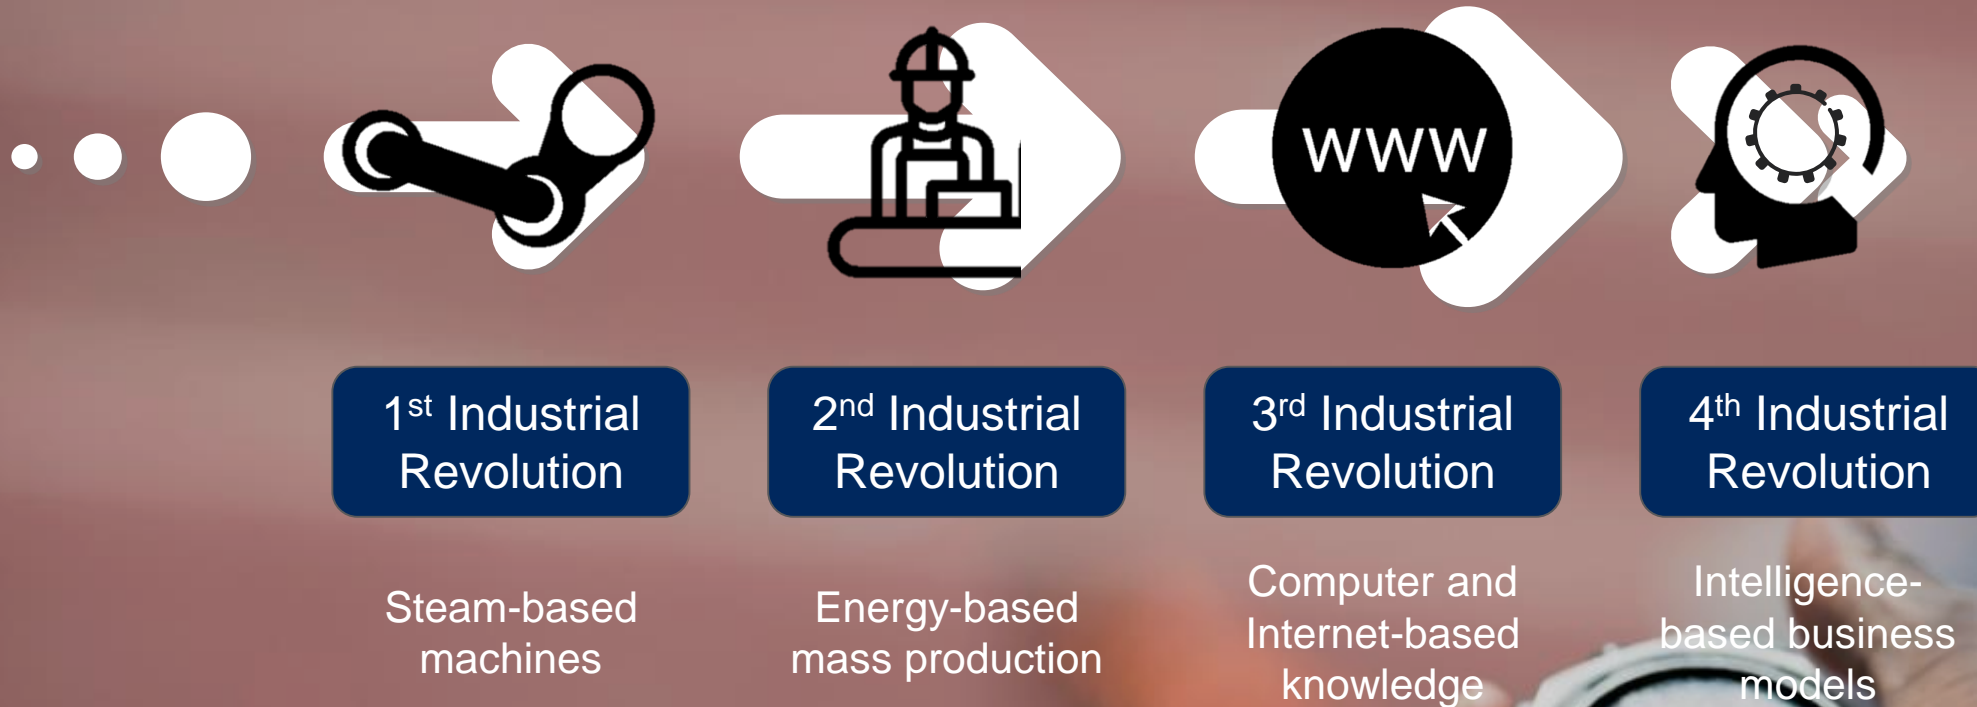 WWW
1st Industrial
Revolution
2nd Industrial
Revolution
3rd Industrial
Revolution
4th Industrial
Revolution
Steam-based
machines
Energy-based
mass production
Computer and
Internet-based
knowledge
Intelligence-
based business
models